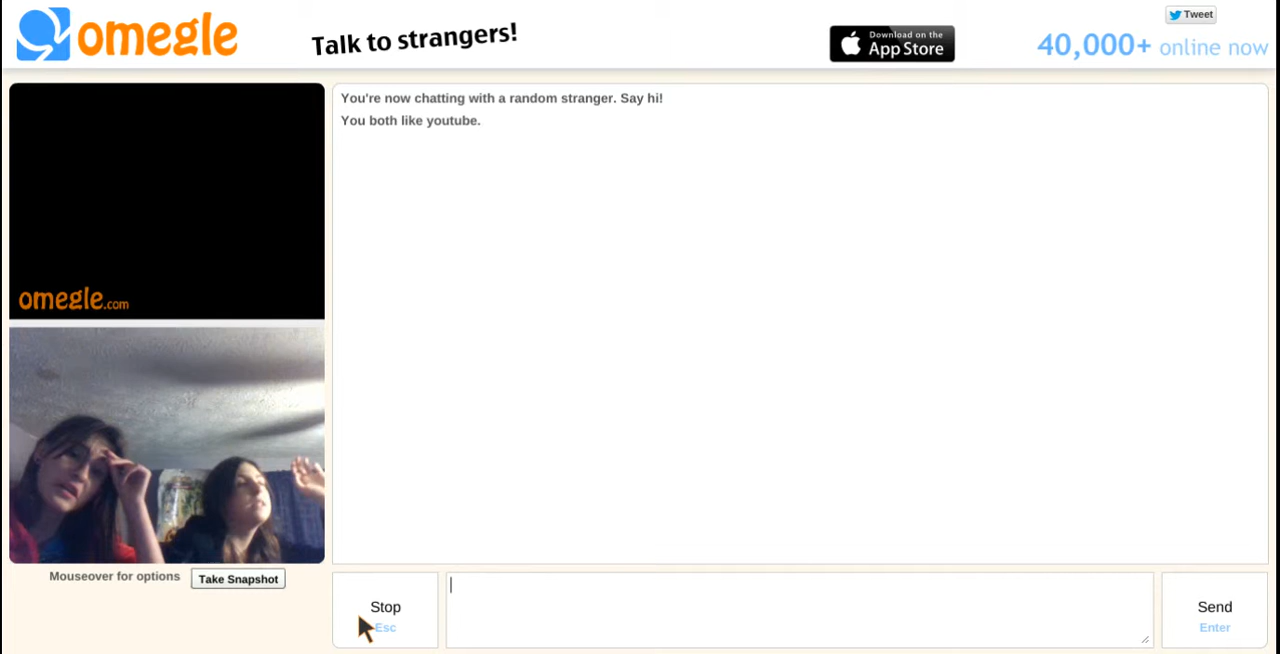 omegle
Talk to strangers!
Download on the
App Store
Tweet
40,000+ online now
You're now chatting with a random stranger. Say hi!
You both like youtube.
omegle.com
Mouseover for options
Take Snapshot
Stop
Esc
Send
Enter